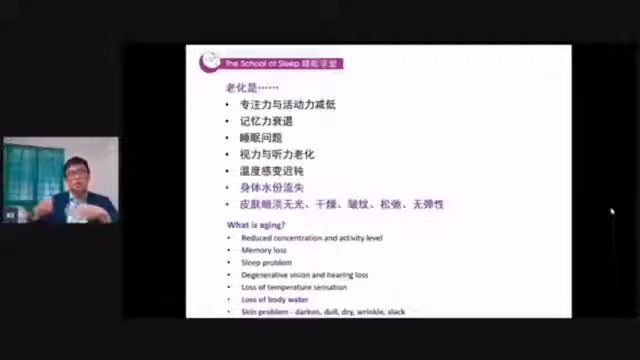 The School of Sleep 睡眠学堂
老化是……
• 专注力与活动力减低
• 记忆力衰退
• 睡眠问题
• 视力与听力老化
• 温度感变迟钝
• 身体水份流失
• 皮肤暗淡无光、干燥、皱纹、松弛、无弹性
What is aging?
• Reduced concentration and activity level
• Memory loss
• Sleep problem
• Degenerative vision and hearing loss
• Loss of temperature sensation
• Loss of body water
• Skin problem - darken, dull, dry, wrinkle, slack